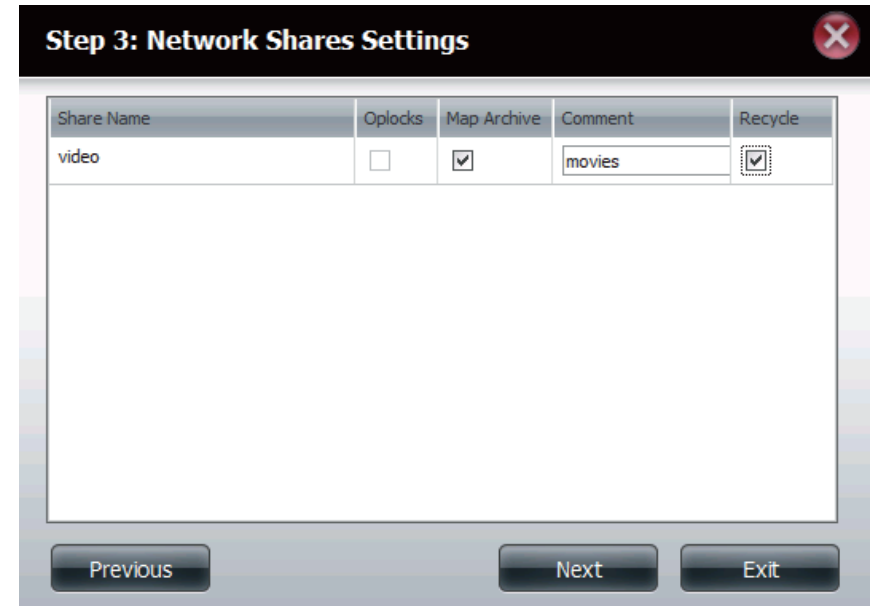 Step 3: Network Shares Settings
Share Name Oplocks Map Archive Comment Recycle
video movies
Previous Next Exit